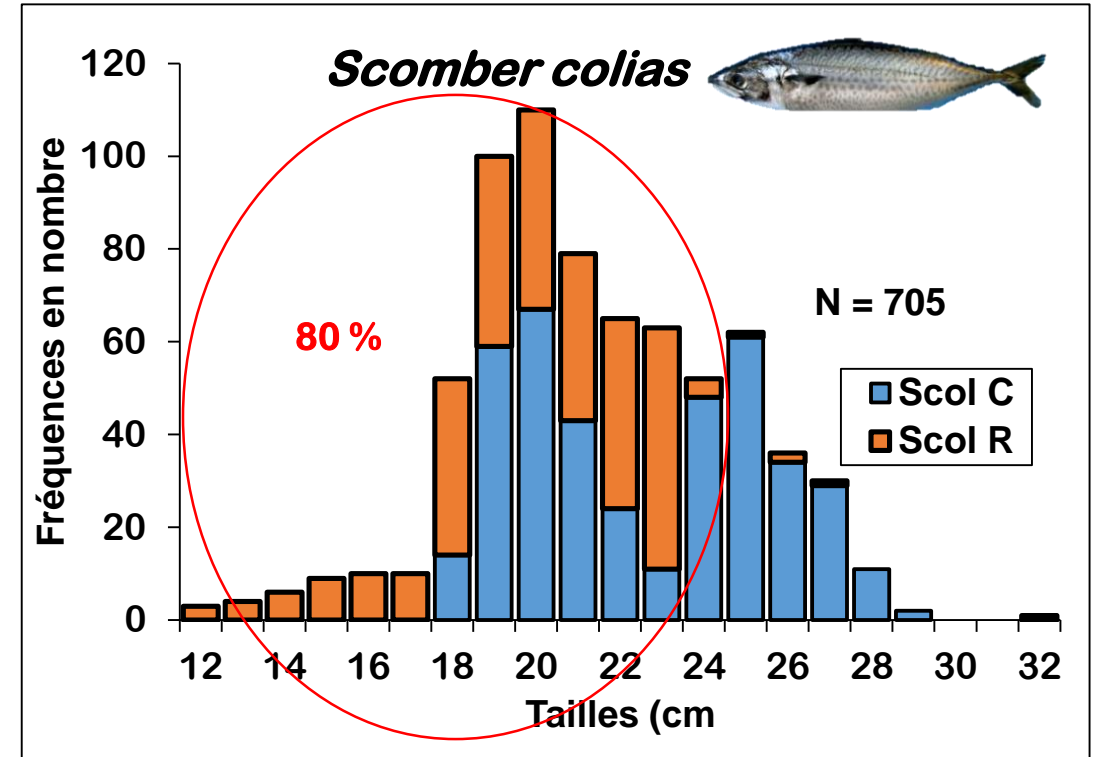 Scomber colias
120
100
80
60
40
20
0
Fréquences en nombre
80 %
N = 705
Scol C
Scol R
12 14 16 18 20 22 24 26 28 30 32
Tailles (cm